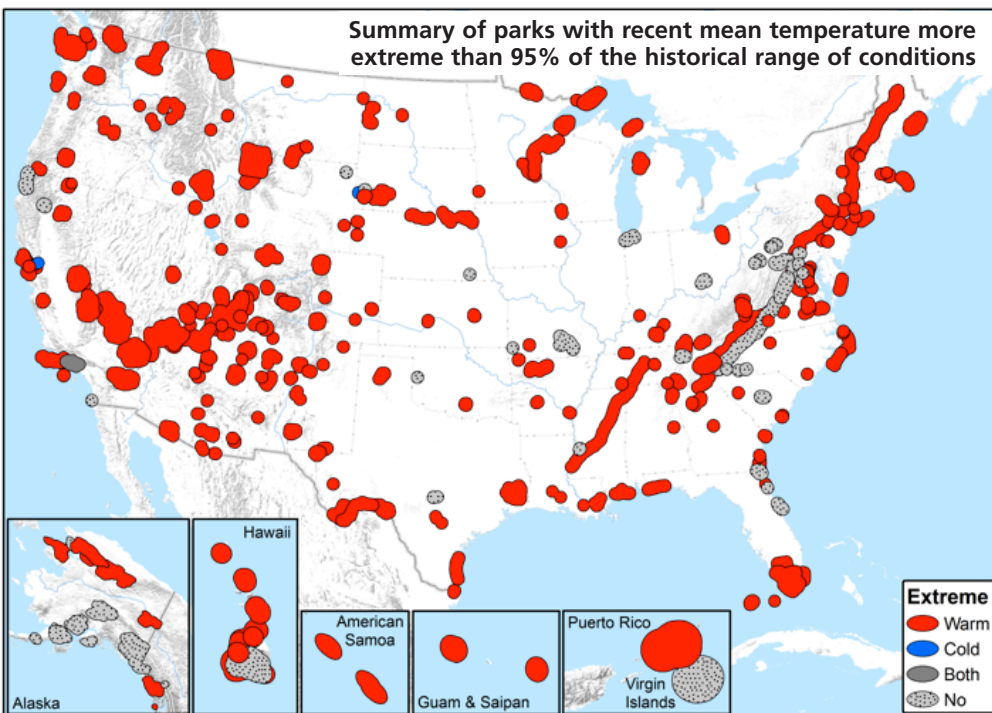 Summary of parks with recent mean temperature more
extreme than 95% of the historical range of conditions
Alaska
Hawaii
American
Samoa
Guam & Saipan
Puerto Rico
Virgin
Islands
Extreme
Warm
Cold
Both
No